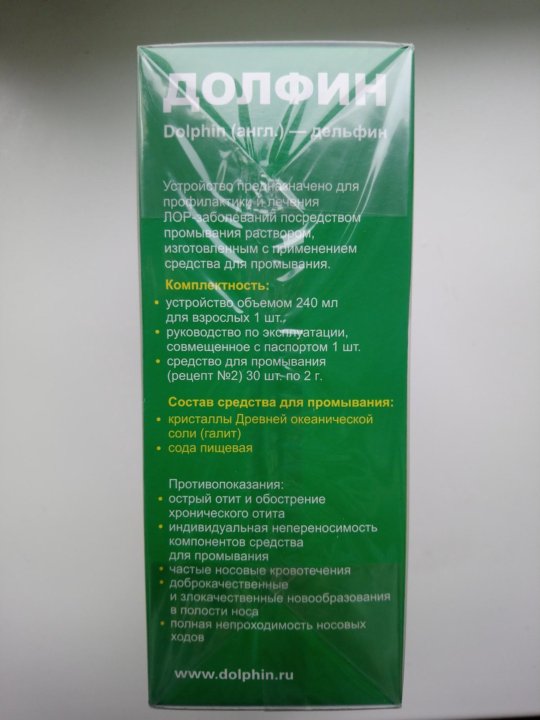 ДОЛФИН
Dolphin (англ.) — дельфин
Устройство предназначено для
профилактики и лечения
ЛОР-заболеваний посредством
промывания раствором,
изготовленным с применением
средства для промывания.
Комплектность:
• устройство объемом 240 мл
для взрослых 1 шт.
• руководство по эксплуатации,
совмещенное с паспортом 1 шт.
• средство для промывания
(рецепт №2) 30 шт. по 2 г.
Состав средства для промывания:
• кристаллы Древней океанической
соли (галит)
• сода пищевая
Противопоказания:
• острый отит и обострение
хронического отита
• индивидуальная непереносимость
компонентов средства
для промывания
• частые носовые кровотечения
• доброкачественные
и злокачественные новообразования
в полости носа
• полная непроходимость носовых
ходов
www.dolphin.ru